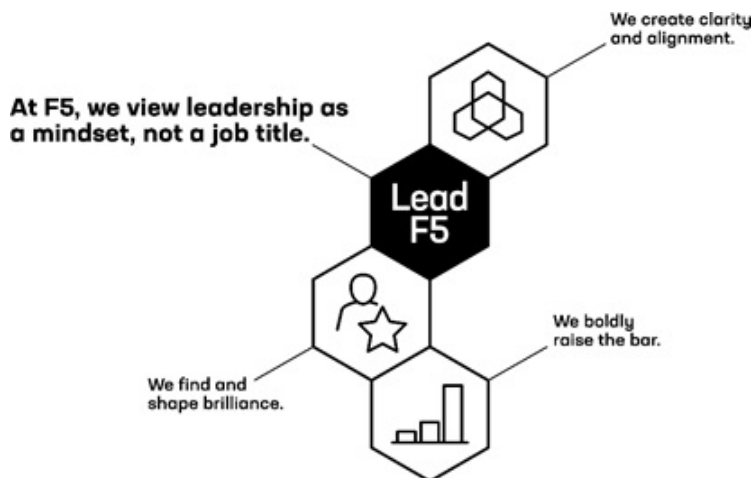 We create clarity
and alignment.
At F5, we view leadership as
a mindset, not a job title.
Lead
F5
We boldly
raise the bar.
We find and
shape brilliance.